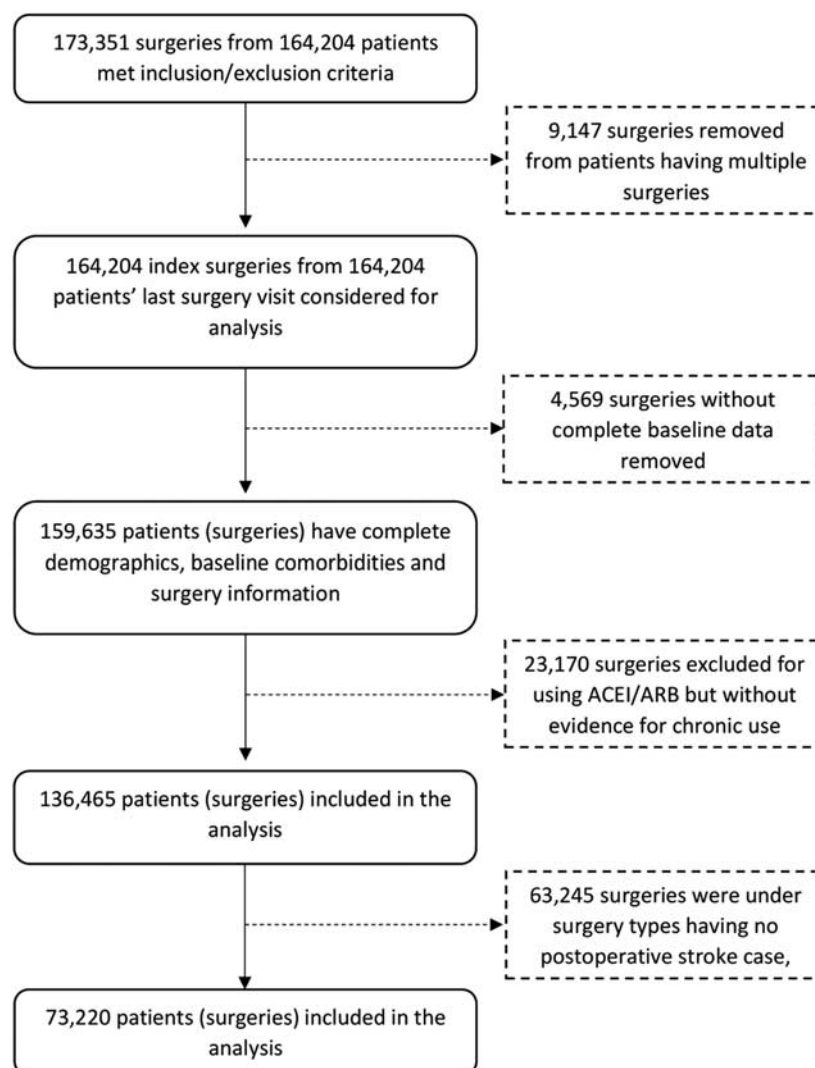 173,351 surgeries from 164,204 patients
met inclusion/exclusion criteria
9,147 surgeries removed
from patients having multiple
surgeries
164,204 index surgeries from 164,204
patients’ last surgery visit considered for
analysis
4,569 surgeries without
complete baseline data
removed
159,635 patients (surgeries) have complete
demographics, baseline comorbidities and
surgery information
23,170 surgeries excluded for
using ACEI/ARB but without
evidence for chronic use
136,465 patients (surgeries) included in the
analysis
63,245 surgeries were under
surgery types having no
postoperative stroke case,
73,220 patients (surgeries) included in the
analysis